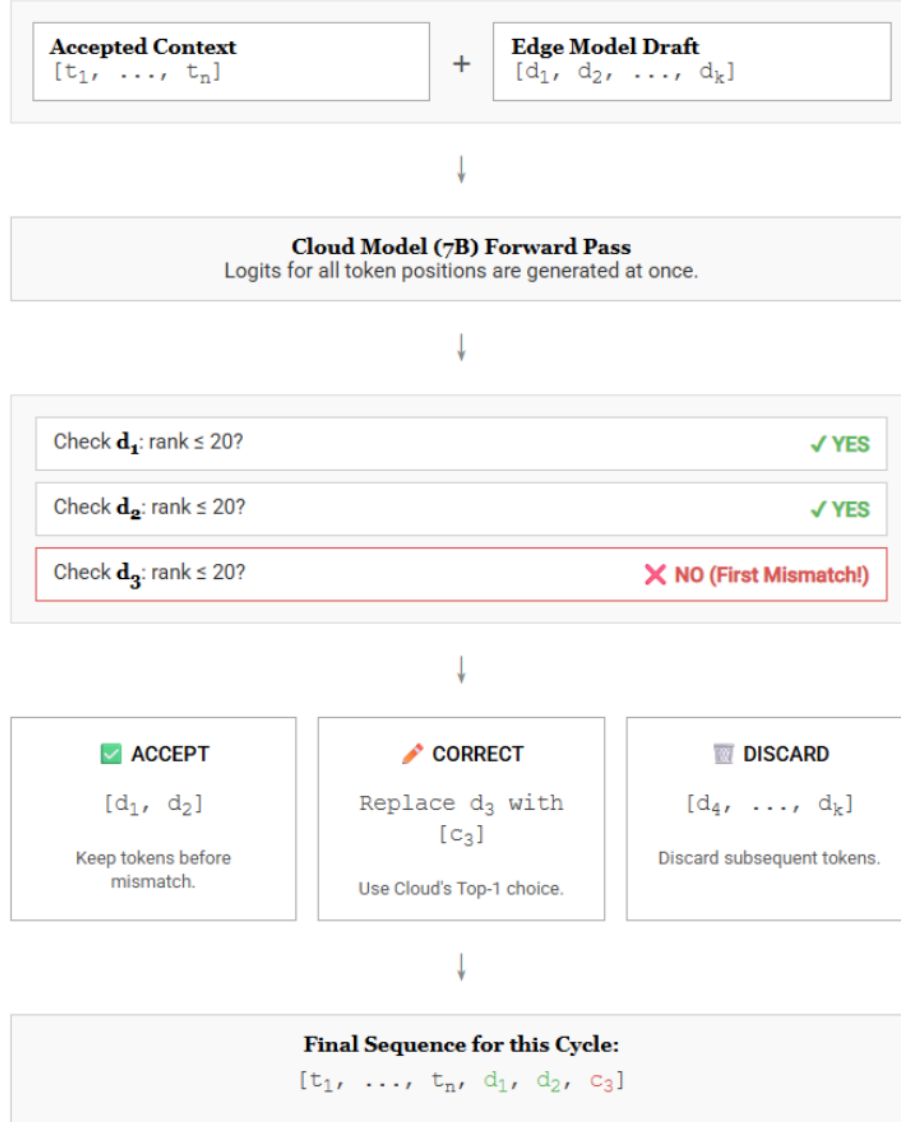 Accepted Context
[t₁, ..., tₙ]
+
Edge Model Draft
[d₁, d₂, ..., dₖ]
↓
Cloud Model (7B) Forward Pass
Logits for all token positions are generated at once.
↓
Check d₁: rank ≤ 20? ✓ YES
Check d₂: rank ≤ 20? ✓ YES
Check d₃: rank ≤ 20? ❌ NO (First Mismatch!)
↓
✅ ACCEPT
[d₁, d₂]
Keep tokens before
mismatch.
CORRECT
Replace d₃ with
[c₃]
Use Cloud's Top-1 choice.
DISCARD
[d₄, ..., dₖ]
Discard subsequent tokens.
↓
Final Sequence for this Cycle:
[t₁, ..., tₙ, d₁, d₂, c₃]